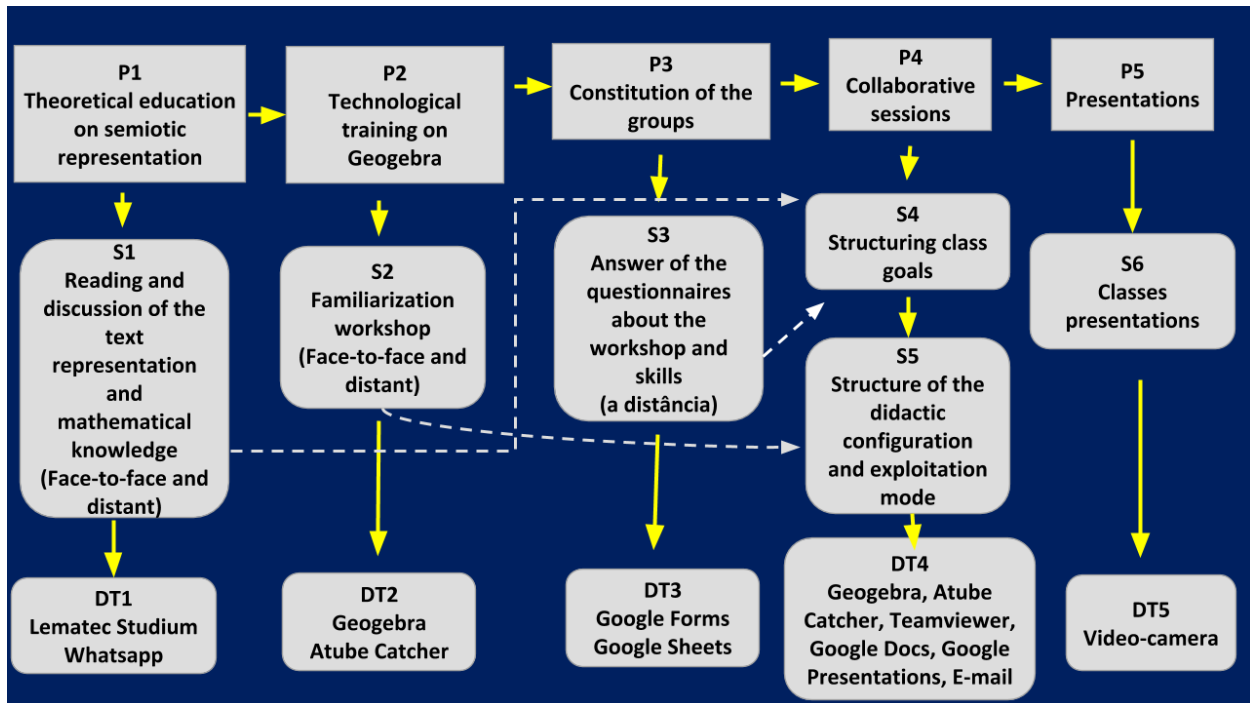 P1
Theoretical education
on semiotic
representation
P2
Technological
training on
Geogebra
P3
Constitution of the
groups
P4
Collaborative
sessions
P5
Presentations
S1
Reading and
discussion of the
text
representation
and
mathematical
knowledge
(Face-to-face and
distant)
S2
Familiarization
workshop
(Face-to-face and
distant)
S3
Answer of the
questionnaires
about the
workshop and
skills
(a distância)
S4
Structuring class
goals
S5
Structure of the
didactic
configuration
and exploitation
mode
S6
Classes
presentations
DT1
Lematec Studium
Whatsapp
DT2
Geogebra
Atube Catcher
DT3
Google Forms
Google Sheets
DT4
Geogebra, Atube
Catcher, Teamviewer,
Google Docs, Google
Presentations, E-mail
DT5
Video-camera